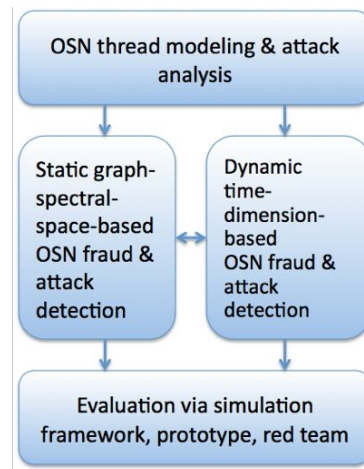 OSN thread modeling & attack
analysis
Static graph-
spectral-
space-based
OSN fraud &
attack
detection
Dynamic
time-
dimension-
based
OSN fraud &
attack
detection
Evaluation via simulation
framework, prototype, red team